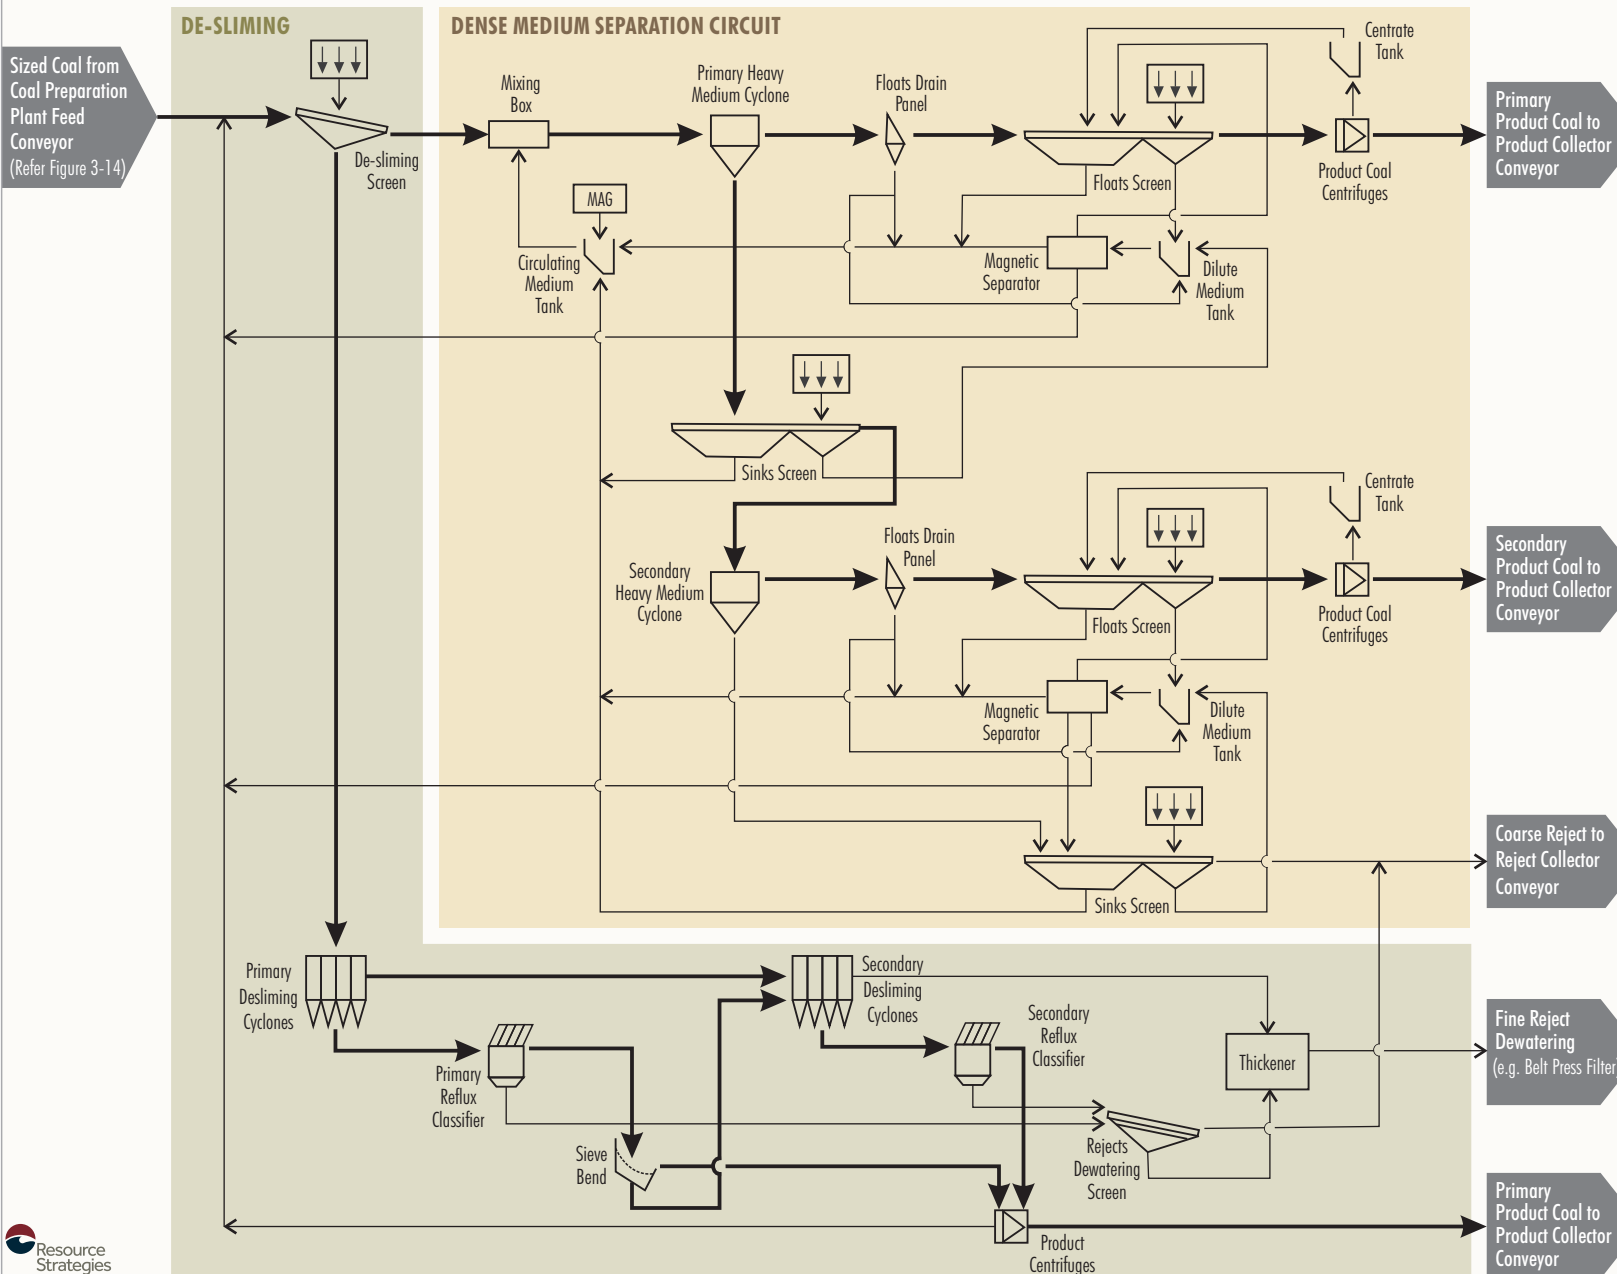 DE-SLIMING
DENSE MEDIUM SEPARATION CIRCUIT
Sized Coal from
Coal Preparation
Plant Feed
Conveyor
(Refer Figure 3-14)
De-sliming
Screen
Mixing
Box
Primary Heavy
Medium Cyclone
Floats Drain
Panel
Floats Screen
Centrate
Tank
Product Coal
Centrifuges
Primary
Product Coal to
Product Collector
Conveyor
MAG
Circulating
Medium
Tank
Magnetic
Separator
Dilute
Medium
Tank
Sinks Screen
Secondary
Heavy Medium
Cyclone
Floats Drain
Panel
Floats Screen
Centrate
Tank
Product Coal
Centrifuges
Secondary
Product Coal to
Product Collector
Conveyor
Magnetic
Separator
Dilute
Medium
Tank
Sinks Screen
Coarse Reject to
Reject Collector
Conveyor
Primary
Desliming
Cyclones
Secondary
Desliming
Cyclones
Primary
Reflux
Classifier
Secondary
Reflux
Classifier
Thickener
Fine Reject
Dewatering
(e.g. Belt Press Filter)
Sieve
Bend
Rejects
Dewatering
Screen
Product
Centrifuges
Primary
Product Coal to
Product Collector
Conveyor
Resource
Strategies